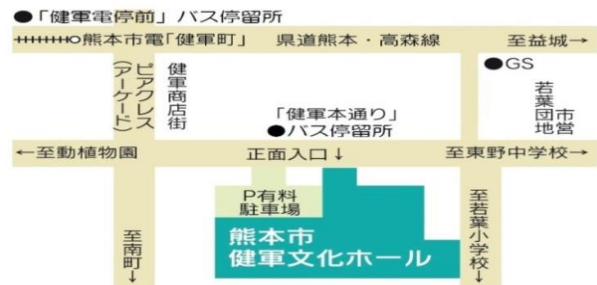 ●「健軍電停前」バス停留所
熊本市電「健軍町」 県道熊本・高森線 至益城→
●GS
健軍商店街
ピアクレス
(アーケード)
市営
若葉団地
「健軍本通り」
●バス停留所
←至動植物園 正面入口↓ 至東野中学校→
P有料
駐車場
至南町↓
至若葉小学校↓
熊本市
健軍文化ホール